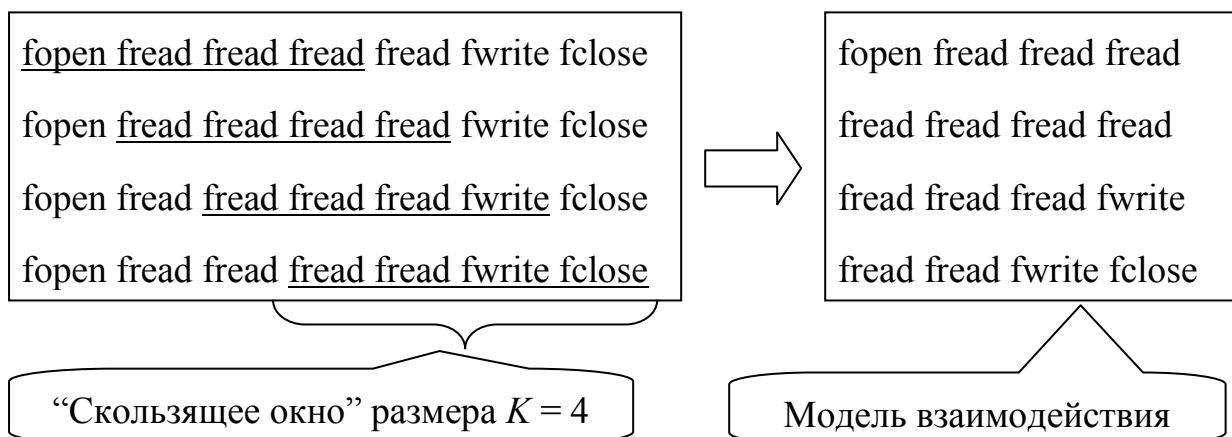 fopen fread fread fread fread fwrite fclose
fopen fread fread fread fread fwrite fclose
fopen fread fread fread fread fwrite fclose
fopen fread fread fread fread fwrite fclose
fopen fread fread fread
fread fread fread fread
fread fread fread fwrite
fread fread fwrite fclose
“Скользящее окно” размера K = 4
Модель взаимодействия